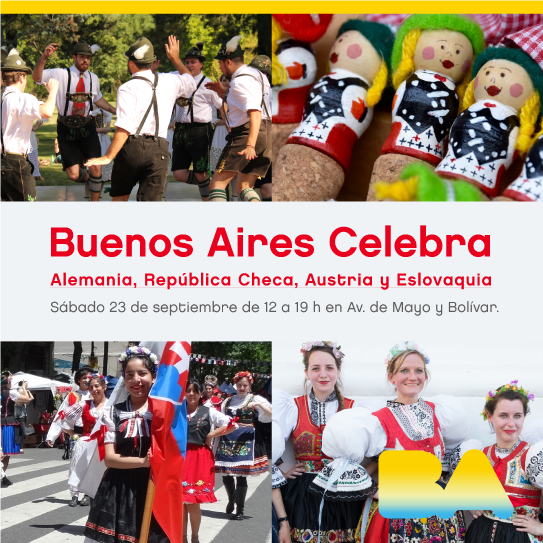 Buenos Aires Celebra
Alemania, República Checa, Austria y Eslovaquia
Sábado 23 de septiembre de 12 a 19 h en Av. de Mayo y Bolívar.
BA